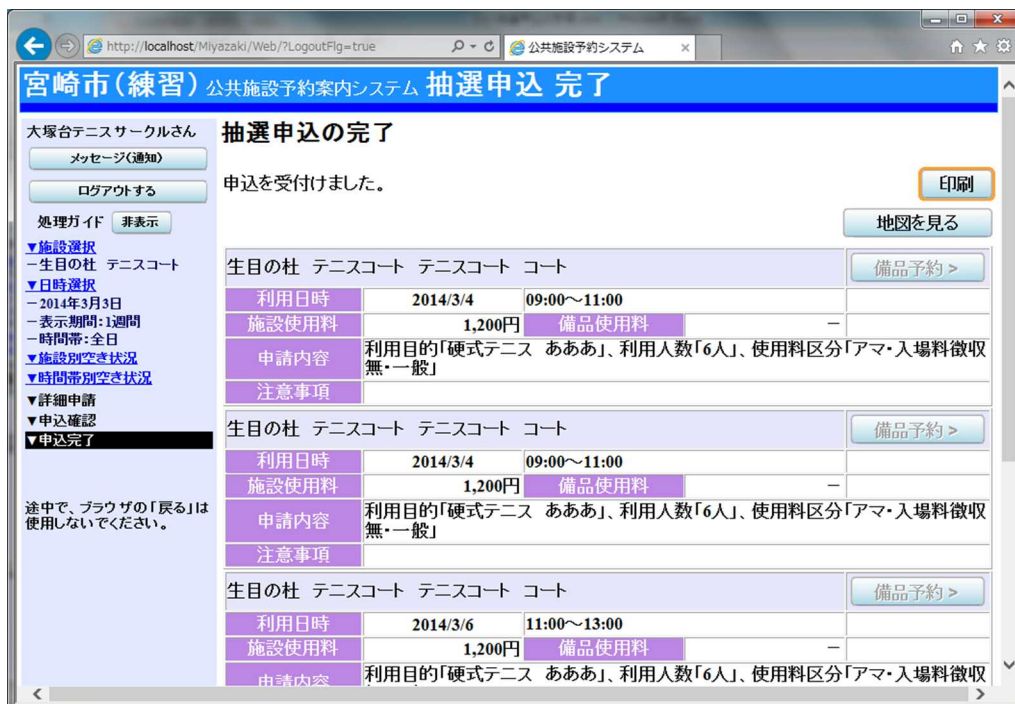 http://localhost/Miyazaki/Web/?LogoutFlg=true
公共施設予約システム
宮崎市(練習) 公共施設予約案内システム 抽選申込 完了
大塚台テニスサークルさん
メッセージ(通知)
ログアウトする
処理ガイド 非表示
▼施設選択
－生目の杜 テニスコート
▼日時選択
－2014年3月3日
－表示期間:1週間
－時間帯:全日
▼施設別空き状況
▼時間帯別空き状況
▼詳細申請
▼申込確認
▼申込完了
途中で、ブラウザの「戻る」は
使用しないでください。
抽選申込の完了
申込を受付けました。
印刷
地図を見る
生目の杜 テニスコート テニスコート コート 備品予約 >
利用日時 2014/3/4 09:00～11:00
施設使用料 1,200円 備品使用料 －
申請内容 利用目的「硬式テニス あああ」、利用人数「6人」、使用料区分「アマ・入場料徴収
無・一般」
注意事項
生目の杜 テニスコート テニスコート コート 備品予約 >
利用日時 2014/3/4 09:00～11:00
施設使用料 1,200円 備品使用料 －
申請内容 利用目的「硬式テニス あああ」、利用人数「6人」、使用料区分「アマ・入場料徴収
無・一般」
注意事項
生目の杜 テニスコート テニスコート コート 備品予約 >
利用日時 2014/3/6 11:00～13:00
施設使用料 1,200円 備品使用料 －
申請内容 利用目的「硬式テニス あああ」、利用人数「6人」、使用料区分「アマ・入場料徴収